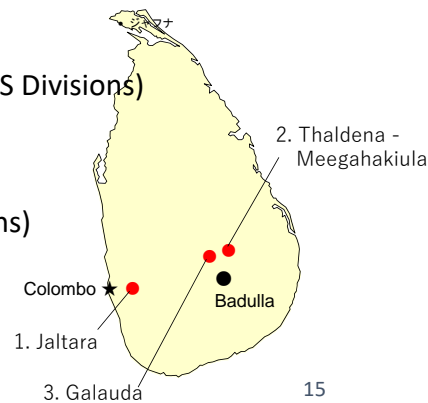 S Divisions)
2. Thaldena -
Meegahakiula
ns)
Colombo
Badulla
1. Jaltara
3. Galauda
15